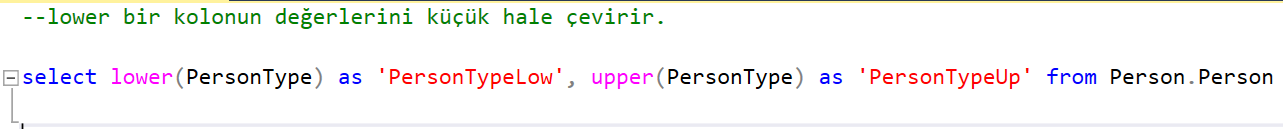 --lower bir kolonun değerlerini küçük hale çevirir.
select lower(PersonType) as 'PersonTypeLow', upper(PersonType) as 'PersonTypeUp' from Person.Person